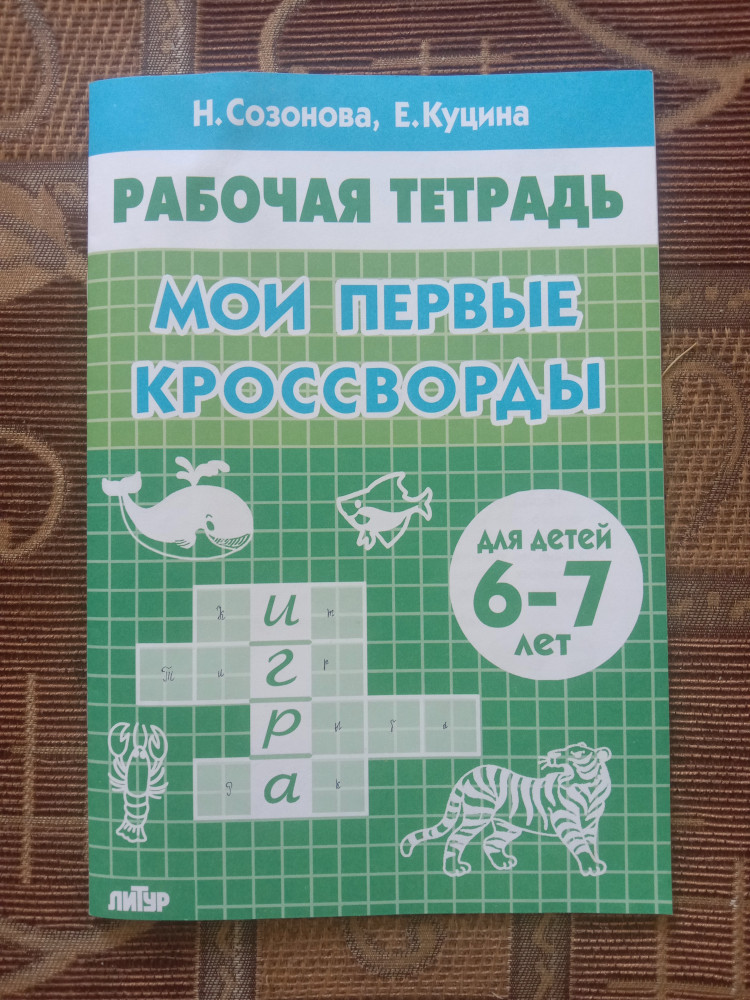 Н. Созонова, Е. Куцина
РАБОЧАЯ ТЕТРАДЬ
МОИ ПЕРВЫЕ
КРОССВОРДЫ
для детей
6-7
лет
К и т
Т и г р
р ы б а
р а к
ЛИТУР